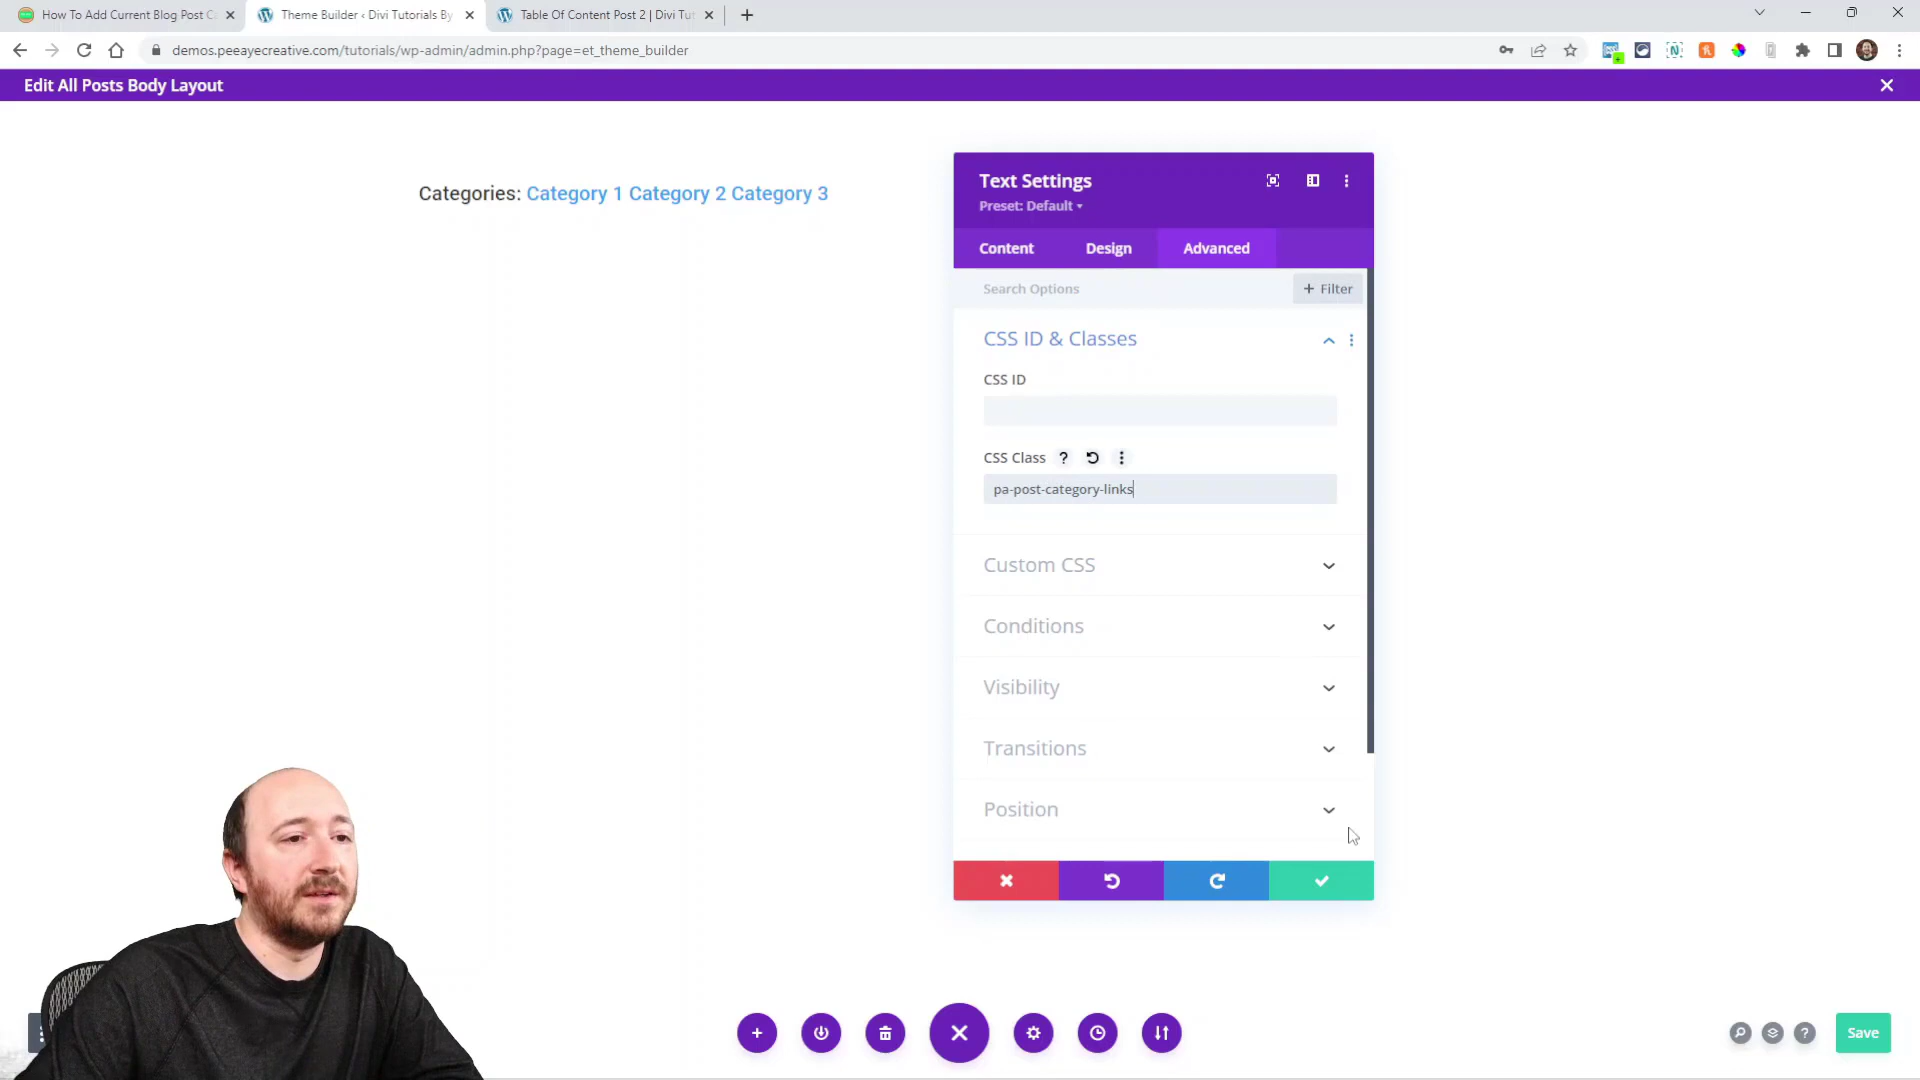 How To Add Current Blog Post C
Theme Builder ‹ Divi Tutorials By
Table Of Content Post 2 | Divi Tut
demos.peeayecreative.com/tutorials/wp-admin/admin.php?page=et_theme_builder
Edit All Posts Body Layout
Categories: Category 1 Category 2 Category 3
Text Settings
Preset: Default
Content
Design
Advanced
Search Options
+ Filter
CSS ID & Classes
CSS ID
CSS Class
pa-post-category-links
Custom CSS
Conditions
Visibility
Transitions
Position
Save